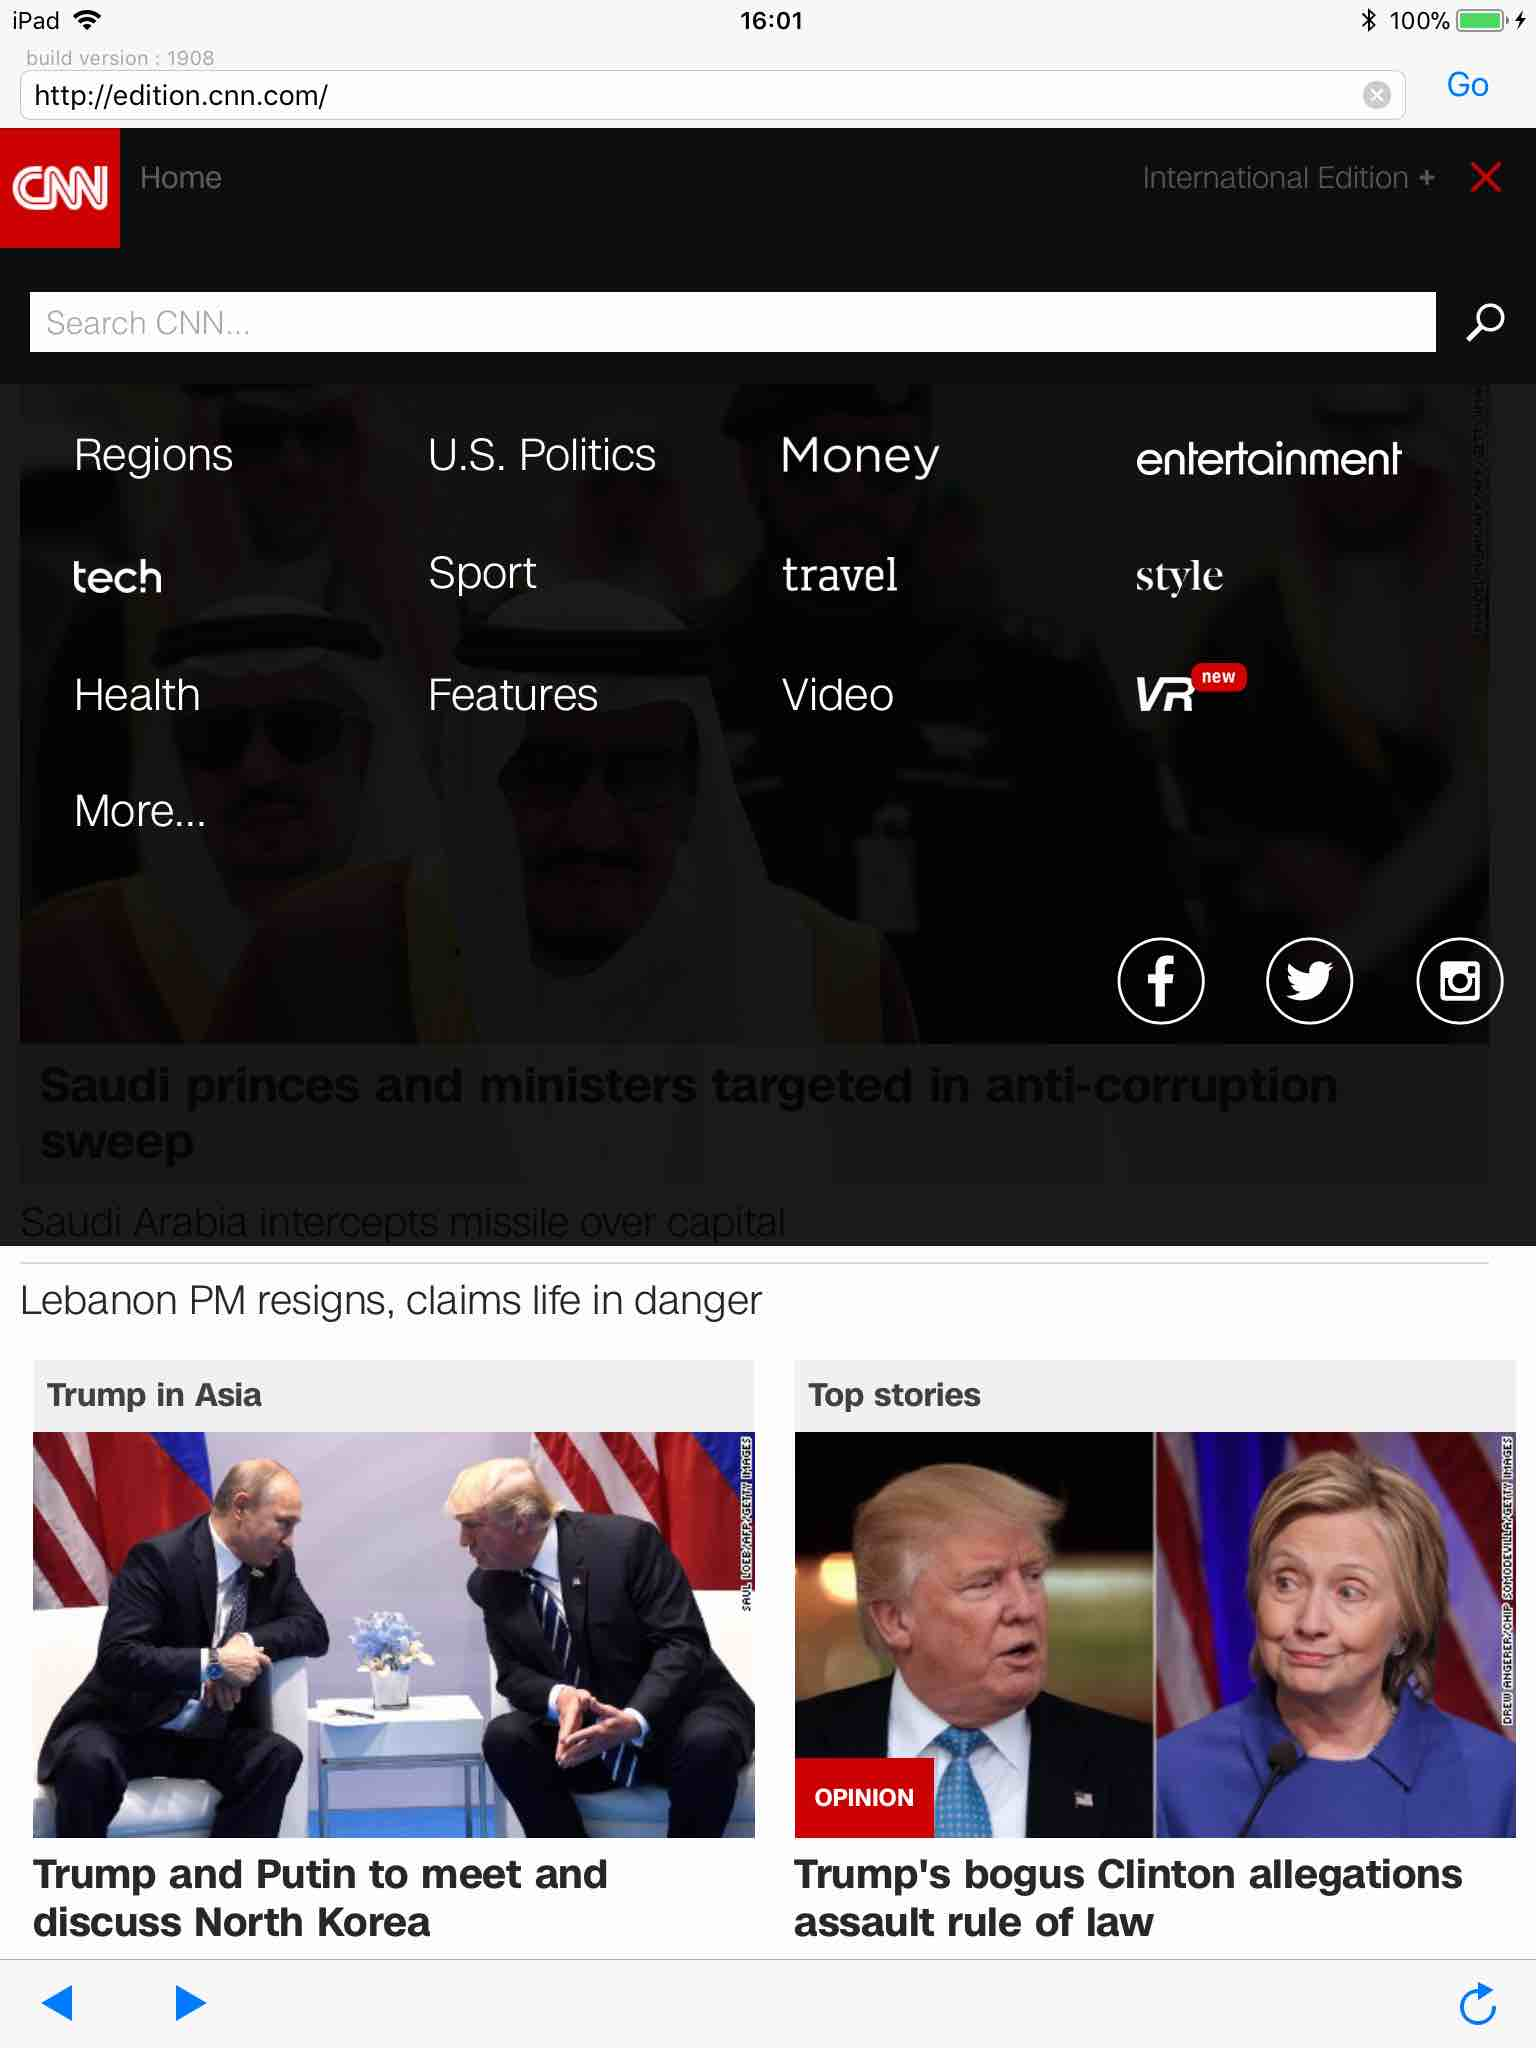 iPad 16:01 100%
build version : 1908
http://edition.cnn.com/
Go
CNN Home International Edition +
Search CNN...
Regions U.S. Politics Money entertainment
tech Sport travel style
Health Features Video VR new
More...
Saudi princes and ministers targeted in anti-corruption
sweep
Saudi Arabia intercepts missile over capital
Lebanon PM resigns, claims life in danger
Trump in Asia
SAUL LOEB/AFP/GETTY IMAGES
Trump and Putin to meet and
discuss North Korea
Top stories
DREW ANGERER/CHIP SOMODEVILLA/GETTY IMAGES
OPINION
Trump's bogus Clinton allegations
assault rule of law